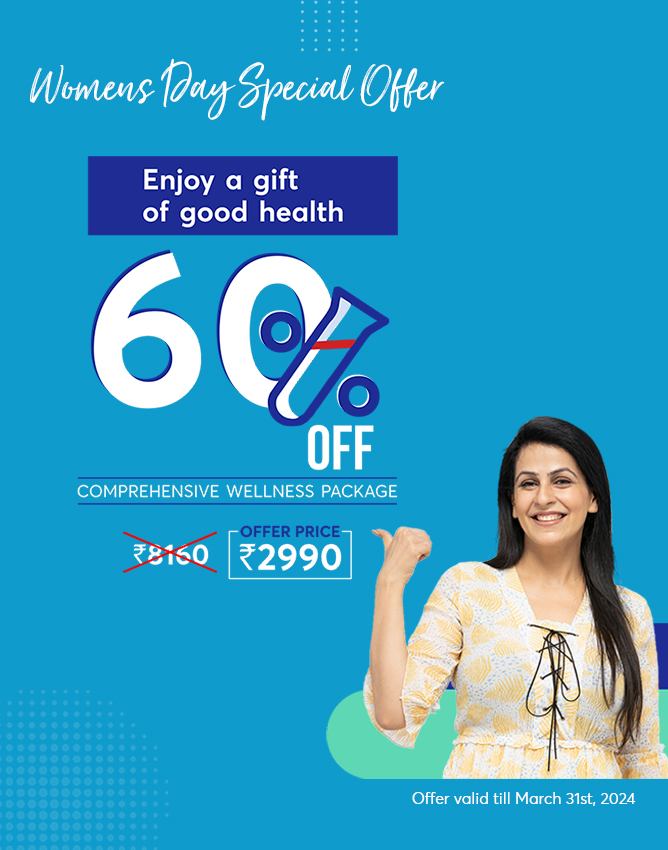 Womens Day Special Offer
Enjoy a gift
of good health
60%
OFF
COMPREHENSIVE WELLNESS PACKAGE
₹8160
OFFER PRICE
₹2990
Offer valid till March 31st, 2024